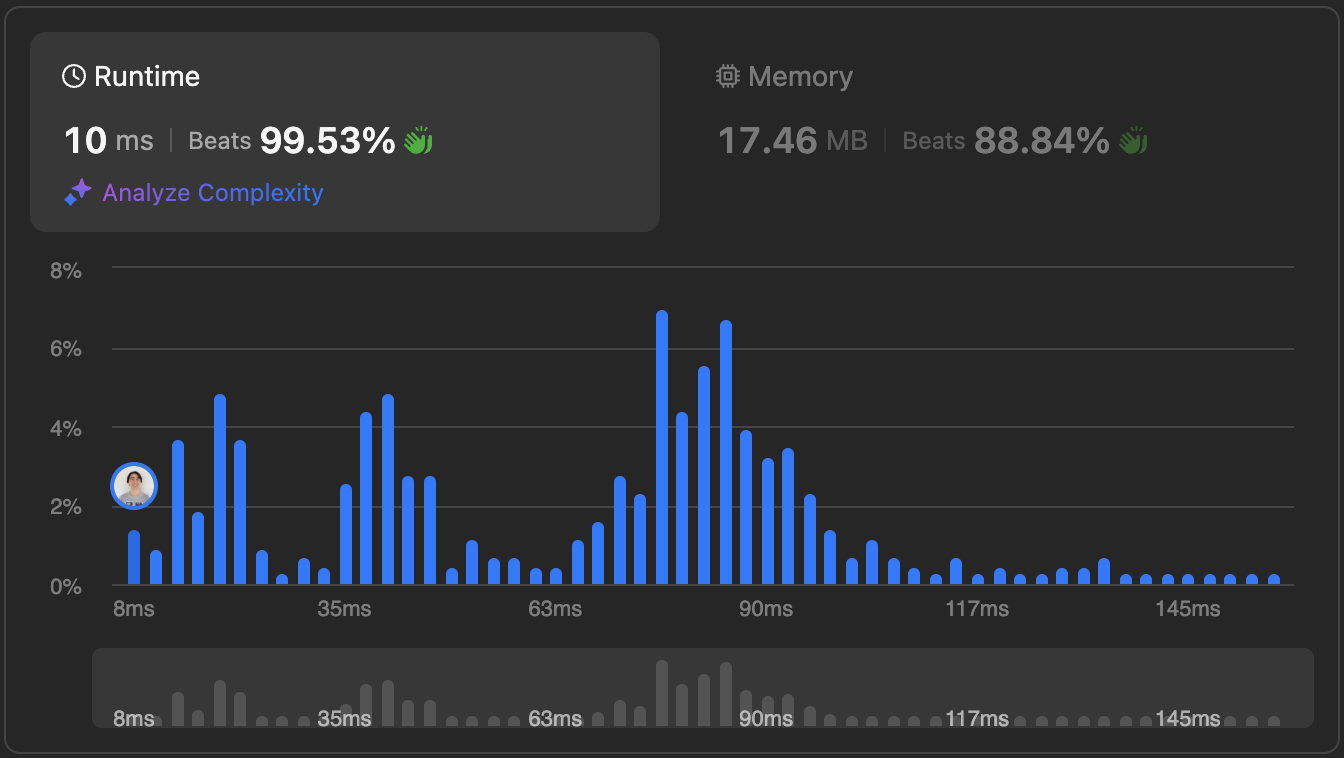 Runtime
10 ms | Beats 99.53%
Analyze Complexity
Memory
17.46 MB | Beats 88.84%
8%
6%
4%
2%
0%
8ms 35ms 63ms 90ms 117ms 145ms
8ms 35ms 63ms 90ms 117ms 145ms